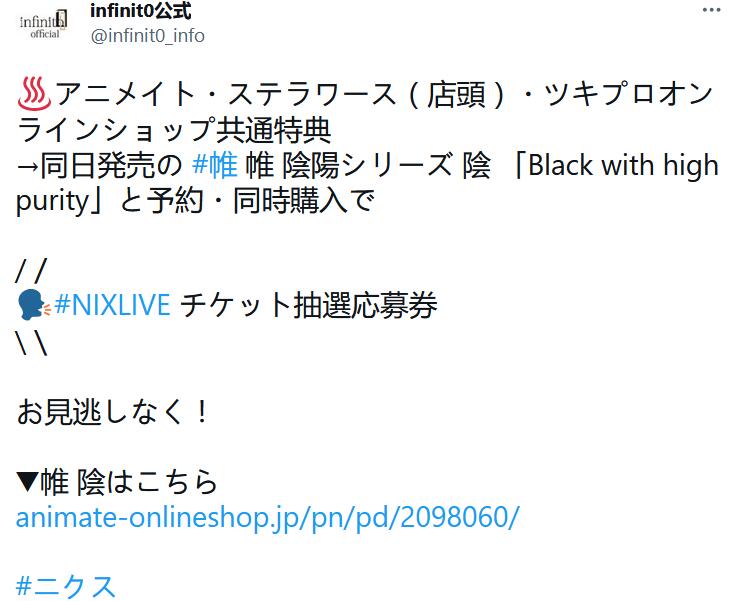 infinit0
official
infinit0公式
@infinit0_info
アニメイト・ステラワース(店頭)・ツキプロオン
ラインショップ共通特典
→同日発売の #帷 帷 陰陽シリーズ 陰 「Black with high
purity」と予約・同時購入で
//
#NIXLIVE チケット抽選応募券
\\
お見逃しなく!
▼帷 陰はこちら
animate-onlineshop.jp/pn/pd/2098060/
#ニクス